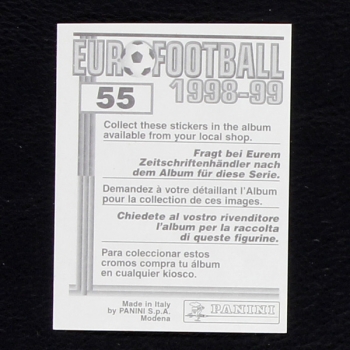 EUROFOOTBALL
1998-99
55
Collect these stickers in the album
available from your local shop.
Fragt bei Eurem
Zeitschriftenhändler nach
dem Album für diese Serie.
Demandez à votre détaillant l'Album
pour la collection de ces images.
Chiedete al vostro rivenditore
l'album per la raccolta
di queste figurine.
Para coleccionar estos
cromos compra tu álbum
en cualquier kiosco.
Made in Italy
by PANINI S.p.A.
Modena
PANINI